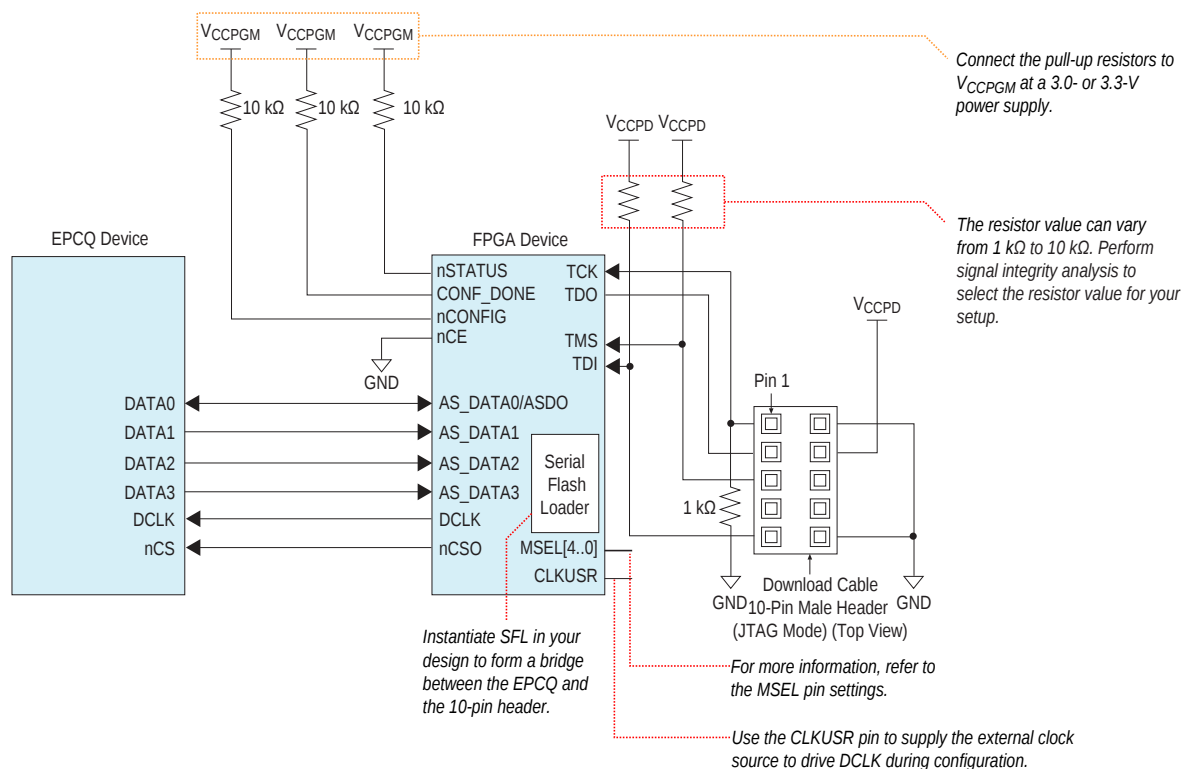 VCCPGM VCCPGM VCCPGM
10 kΩ 10 kΩ 10 kΩ
Connect the pull-up resistors to
VCCPGM at a 3.0- or 3.3-V
power supply.
VCCPD VCCPD
The resistor value can vary
from 1 kΩ to 10 kΩ. Perform
signal integrity analysis to
select the resistor value for your
setup.
EPCQ Device
DATA0
DATA1
DATA2
DATA3
DCLK
nCS
FPGA Device
nSTATUS
CONF_DONE
nCONFIG
nCE
GND
AS_DATA0/ASDO
AS_DATA1
AS_DATA2
AS_DATA3
DCLK
nCSO
TCK
TDO
TMS
TDI
Serial
Flash
Loader
MSEL[4..0]
CLKUSR
VCCPD
Pin 1
1 kΩ
GND
GND
Download Cable
10-Pin Male Header
(JTAG Mode) (Top View)
Instantiate SFL in your
design to form a bridge
between the EPCQ and
the 10-pin header.
For more information, refer to
the MSEL pin settings.
Use the CLKUSR pin to supply the external clock
source to drive DCLK during configuration.